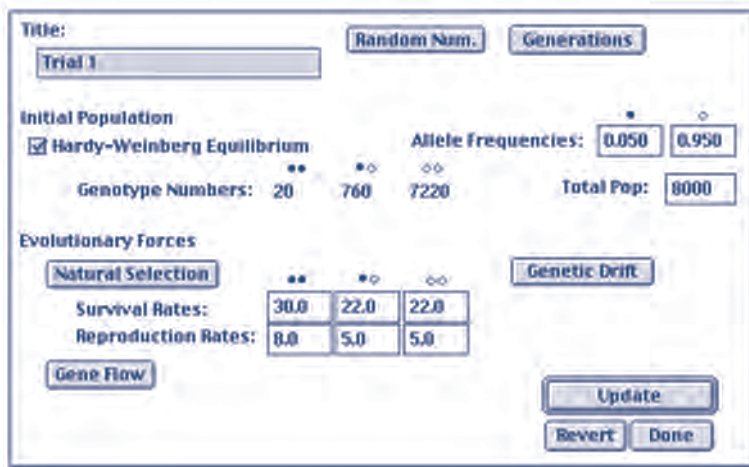 Title:
Random Num. Generations
Trial 1
Initial Population
Hardy-Weinberg Equilibrium
Allele Frequencies: 0.050 0.950
Genotype Numbers: 20 760 7220
Total Pop: 8000
Evolutionary Forces
Natural Selection
Genetic Drift
Survival Rates: 30.0 22.0 22.0
Reproduction Rates: 8.0 5.0 5.0
Gene Flow
Update
Revert Done